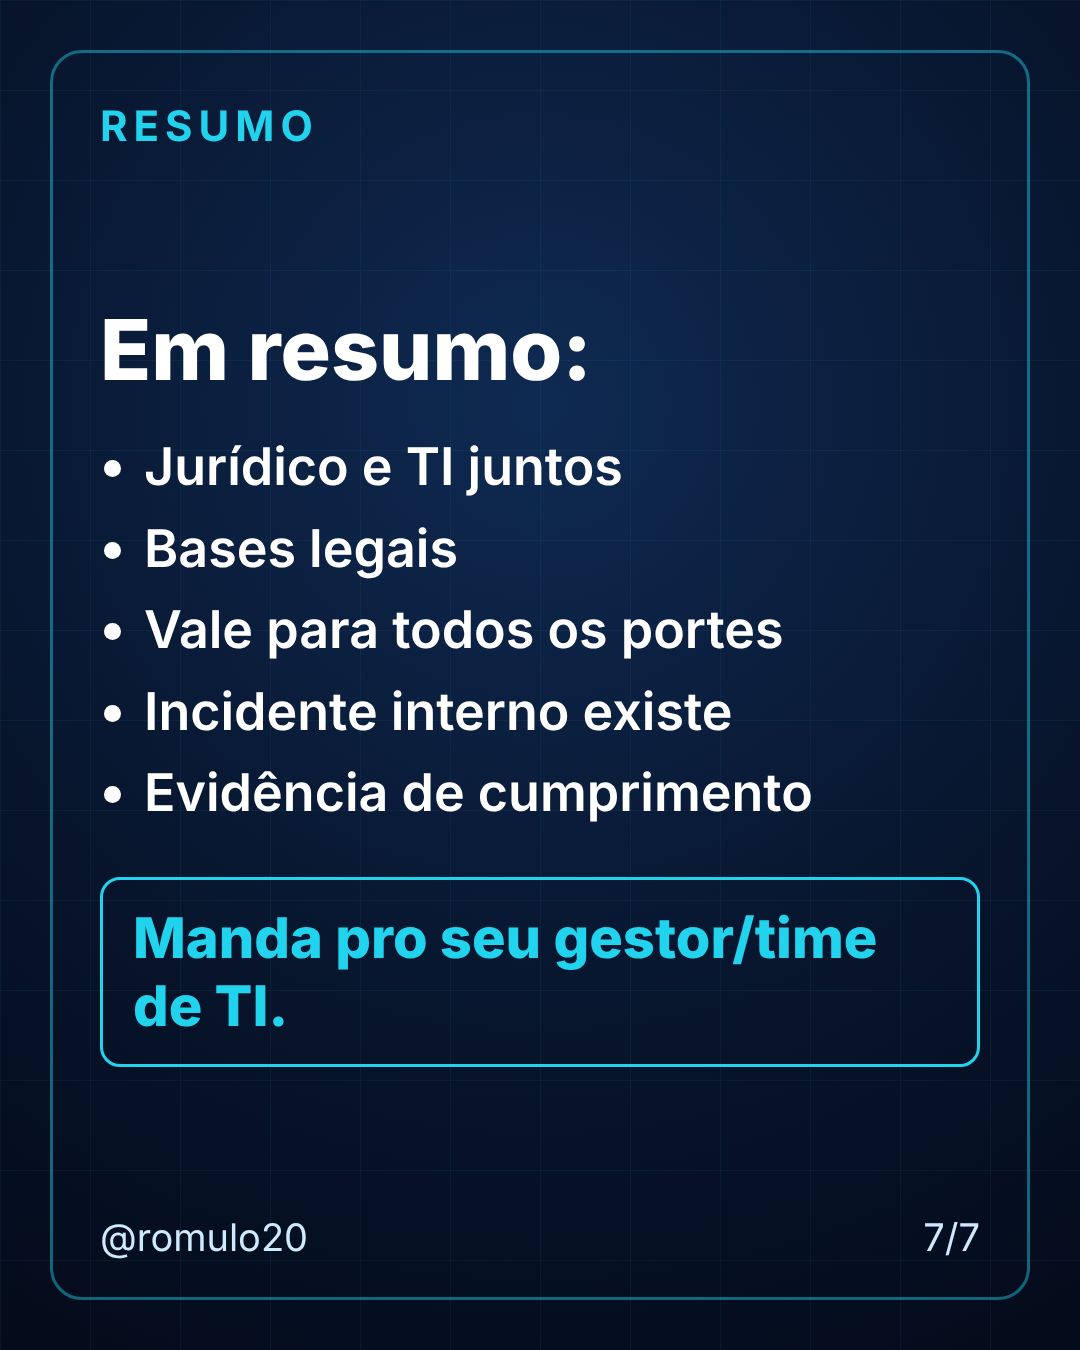 RESUMO
Em resumo:
• Jurídico e TI juntos
• Bases legais
• Vale para todos os portes
• Incidente interno existe
• Evidência de cumprimento
Manda pro seu gestor/time
de TI.
@romulo20
7/7